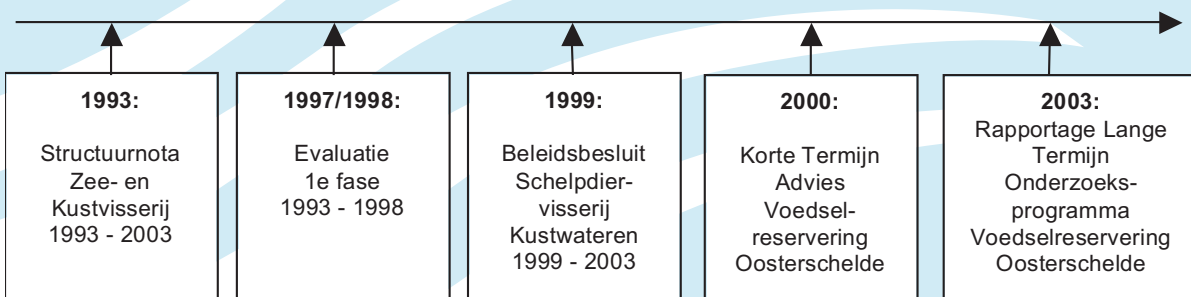 1993:
Structuurnota
Zee- en
Kustvisserij
1993 - 2003
1997/1998:
Evaluatie
1e fase
1993 - 1998
1999:
Beleidsbesluit
Schelpdier-
visserij
Kustwateren
1999 - 2003
2000:
Korte Termijn
Advies
Voedsel-
reservering
Oosterschelde
2003:
Rapportage Lange
Termijn
Onderzoeks-
programma
Voedselreservering
Oosterschelde